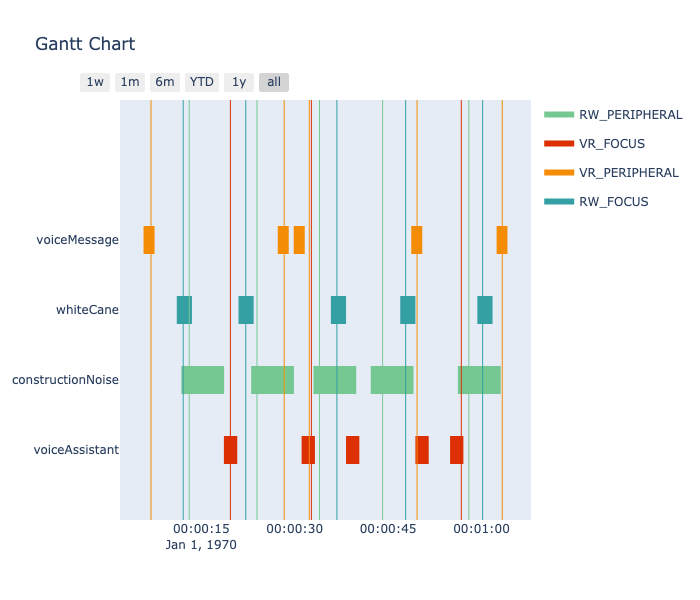 Gantt Chart
1w 1m 6m YTD 1y all
RW_PERIPHERAL
VR_FOCUS
VR_PERIPHERAL
RW_FOCUS
voiceMessage
whiteCane
constructionNoise
voiceAssistant
00:00:15 00:00:30 00:00:45 00:01:00
Jan 1, 1970